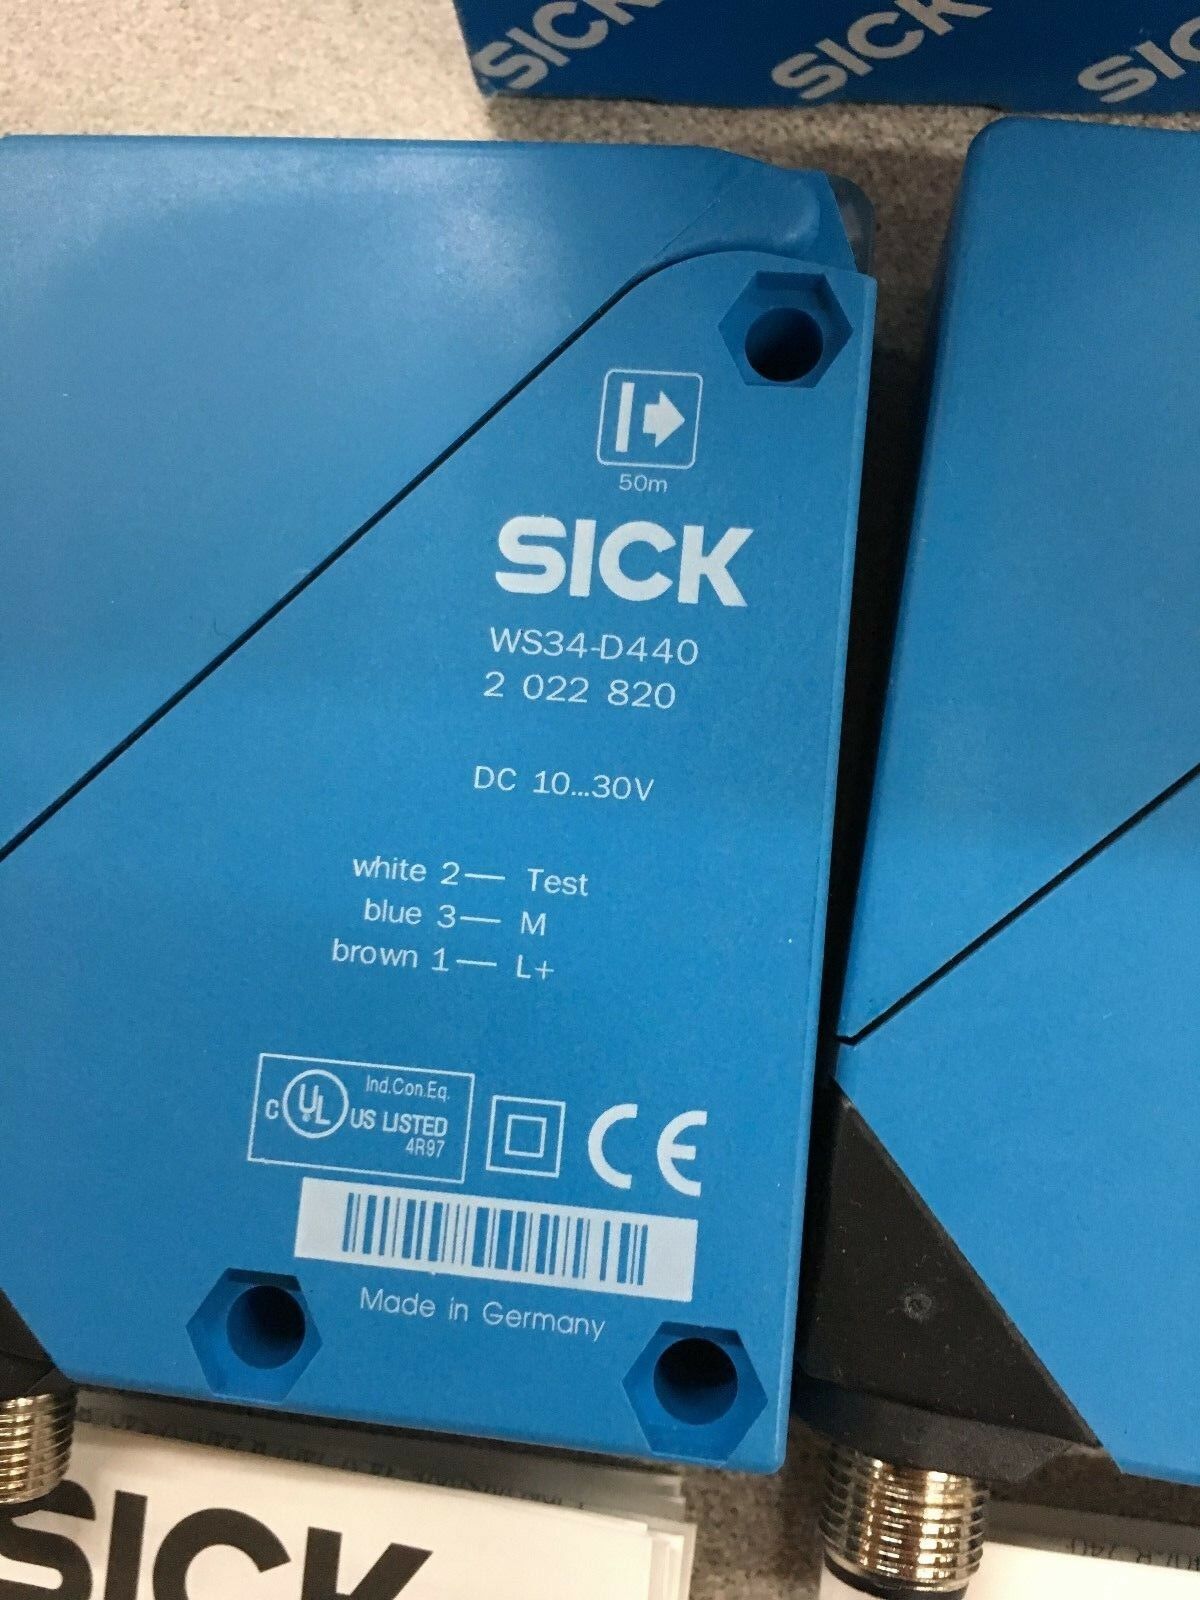 SICK SICK SICK
50m
SICK
WS34-D440
2 022 820
DC 10...30V
white 2— Test
blue 3— M
brown 1— L+
Ind.Con.Eq.
C UL US LISTED
4R97
CE
Made in Germany
SICK